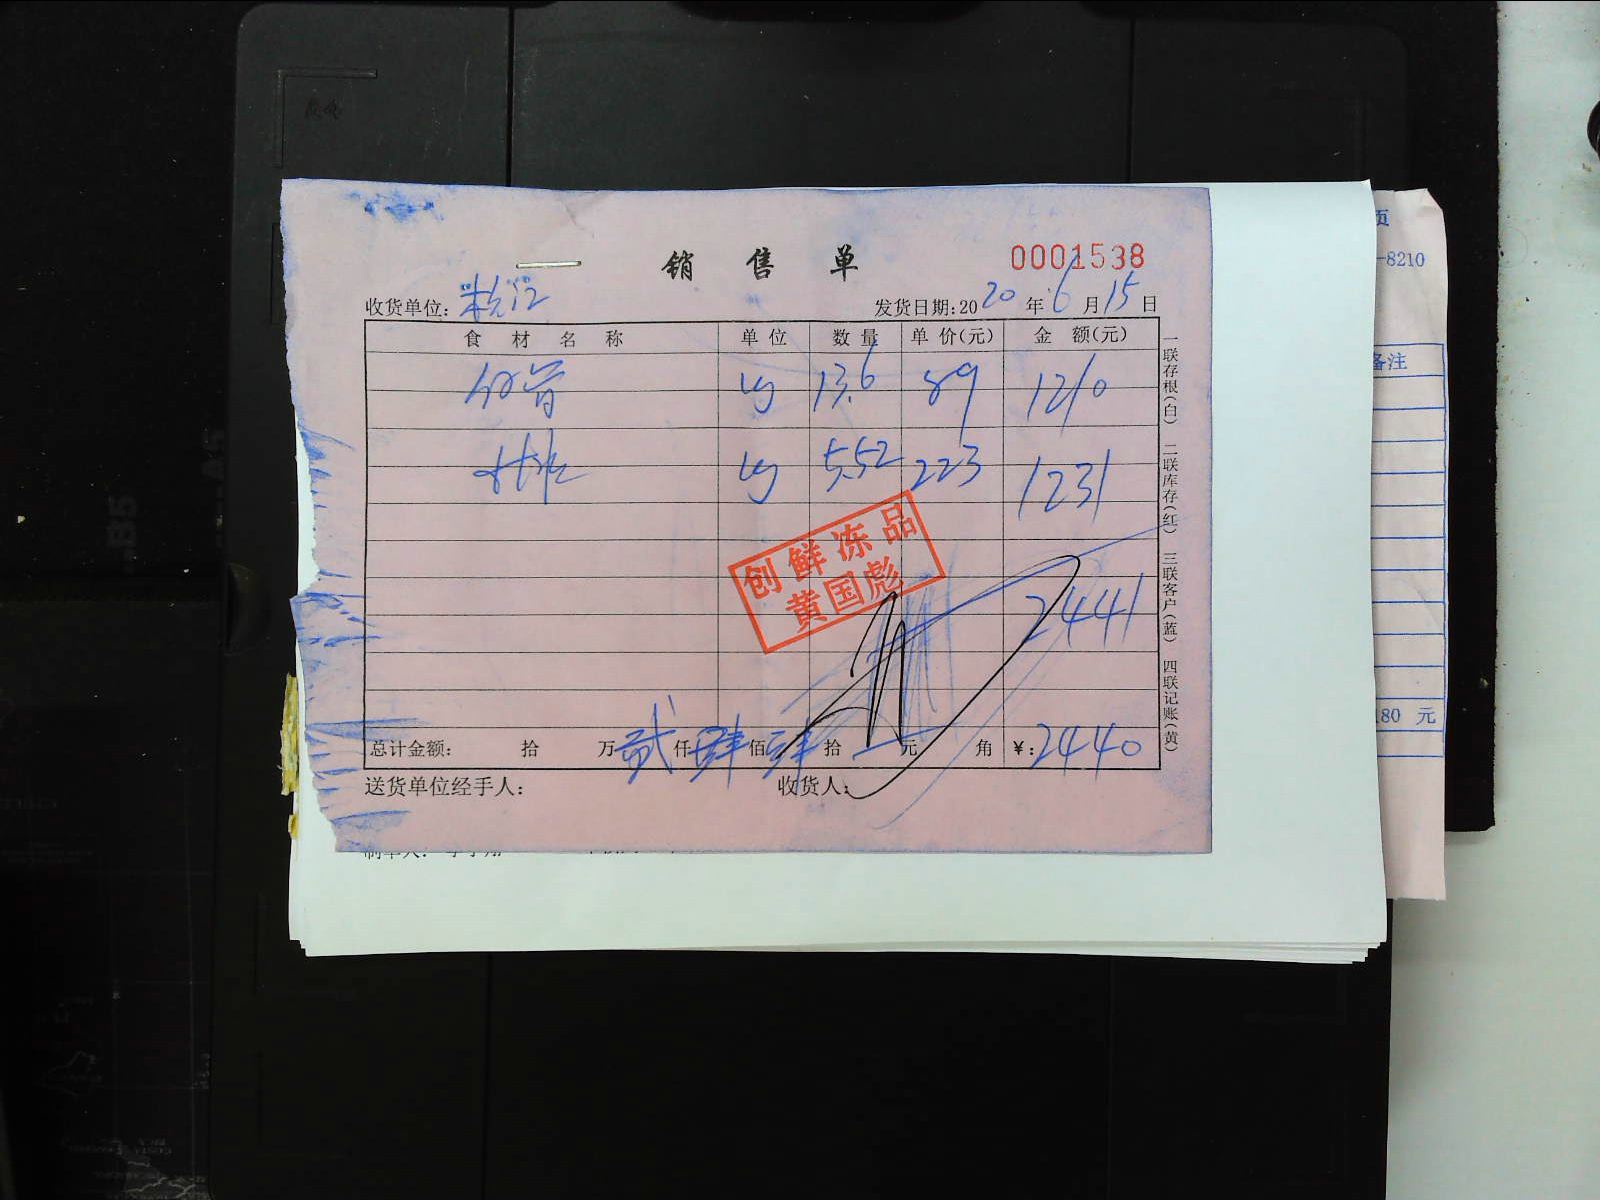 销售单
0001538
收货单位:
发货日期:2020年6月15日
食材名称 单位 数量 单价(元) 金额(元)
kg 13.6 89 1210
kg 5.52 223 1231
创鲜冻品
黄国彪
2441
总计金额: 拾 万 贰 仟 肆 佰 肆 拾 元 角 ¥:2440
送货单位经手人: 收货人:
一联存根(白) 二联库存(红) 三联客户(蓝) 四联记账(黄)
页
-8210
备注
180 元
B5